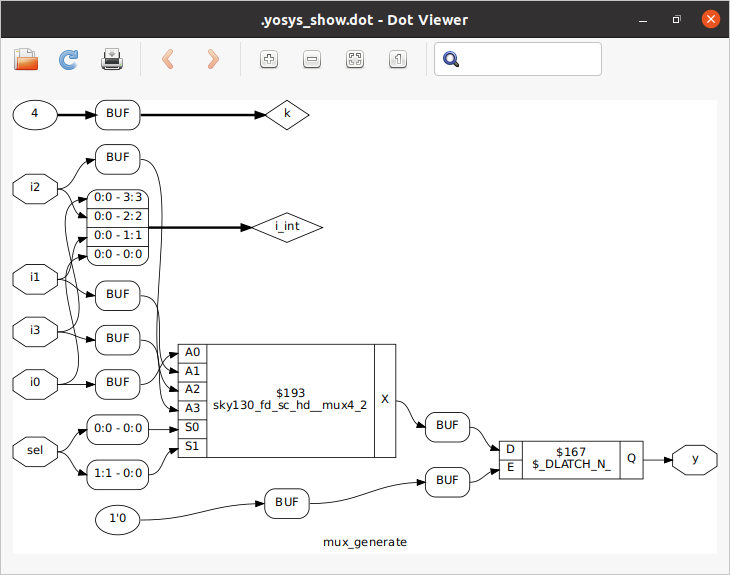 .yosys_show.dot - Dot Viewer
4
BUF
k
BUF
i2
0:0 - 3:3
0:0 - 2:2
0:0 - 1:1
0:0 - 0:0
i_int
i1
BUF
i3
BUF
i0
BUF
A0
A1
A2
A3
S0
S1
$193
sky130_fd_sc_hd__mux4_2
X
sel
0:0 - 0:0
1:1 - 0:0
BUF
D
E
$167
$_DLATCH_N_
Q
y
BUF
1'0
BUF
mux_generate